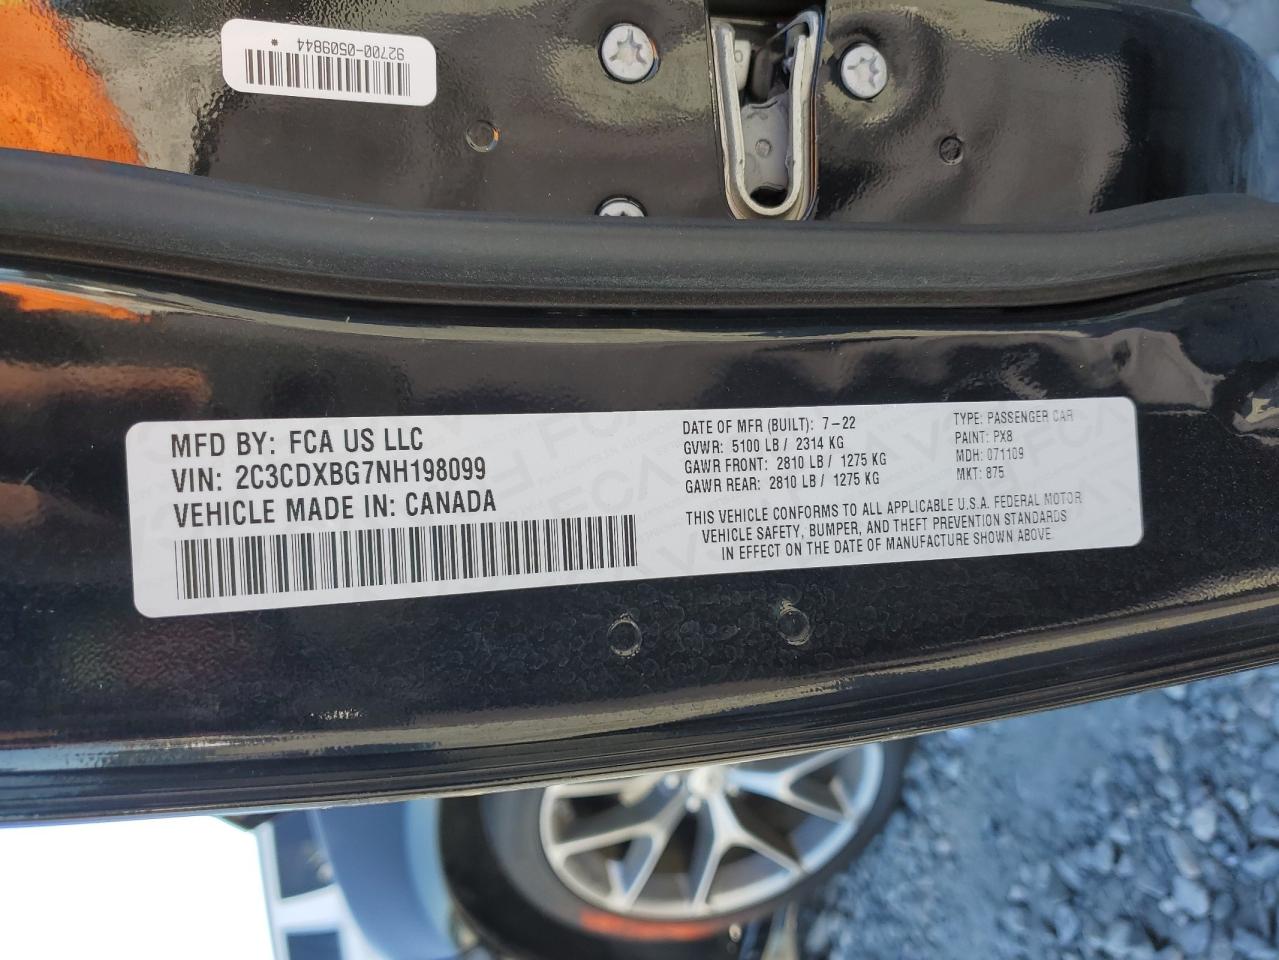 92700-0509844 *
MFD BY: FCA US LLC
VIN: 2C3CDXBG7NH198099
VEHICLE MADE IN: CANADA
DATE OF MFR (BUILT): 7-22
GVWR: 5100 LB / 2314 KG
GAWR FRONT: 2810 LB / 1275 KG
GAWR REAR: 2810 LB / 1275 KG
TYPE: PASSENGER CAR
PAINT: PX8
MDH: 071109
MKT: 875
THIS VEHICLE CONFORMS TO ALL APPLICABLE U.S.A. FEDERAL MOTOR
VEHICLE SAFETY, BUMPER, AND THEFT PREVENTION STANDARDS
IN EFFECT ON THE DATE OF MANUFACTURE SHOWN ABOVE.